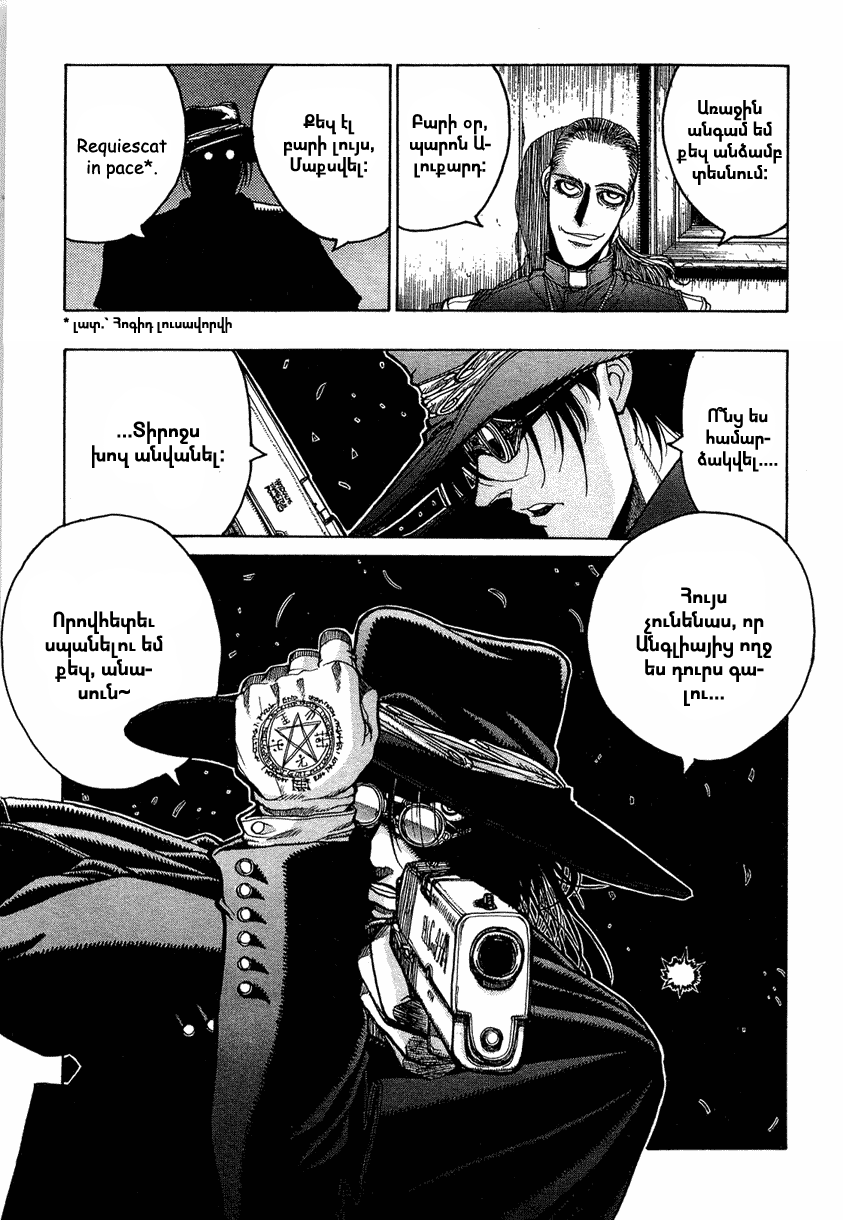 Առաջին
անգամ եմ
քեզ անձամբ
տեսնում:
Բարի օր,
պարոն Ա-
լուքարդ:
Քեզ էլ
բարի լույս,
Մաքսվել:
Requiescat
in pace*.
* լատ.` Հոգիդ լուսավորվի
Ո՞նց ես
համար-
ձակվել....
...Տիրոջս
խոզ անվանել:
Հույս
չունենաս, որ
Անգլիայից ողջ
ես դուրս գա-
լու...
Որովհետեւ
սպանելու եմ
քեզ, անա-
սուն~